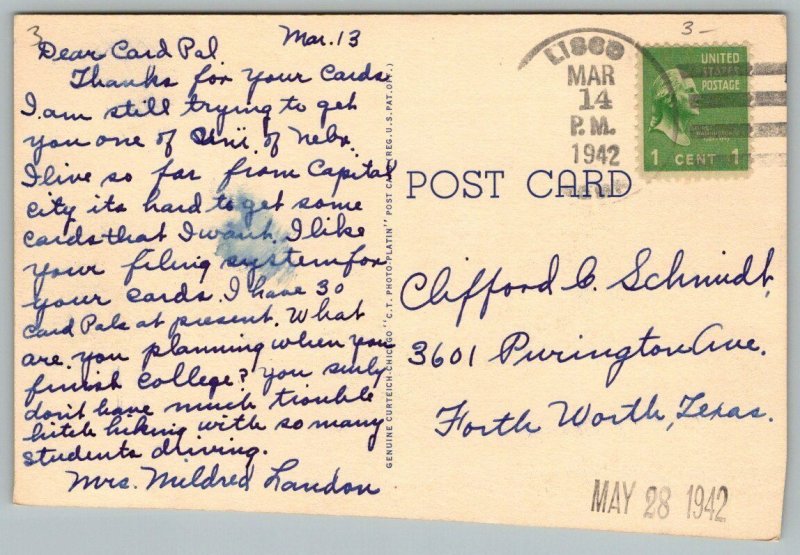 3
Dear Card Pal,
Mar. 13
Thanks for your Cards.
I am still trying to get
you one of Uni. of Nebr.
I live so far from Capital
City its hard to get some
cards that I want. I like
your filing system for
your cards. I have 30
Card Pals at present. What
are you planning when you
finish College? You surly
don't have much trouble
hitch hiking with so many
students driving.
Mrs. Mildred Landon
GENUINE CURTEICH-CHICAGO "C.T. PHOTO-PLATIN" POST CARD (REG. U.S. PAT. OFF.)
3-
LISCO
MAR
14
P.M.
1942
UNITED
STATES
POSTAGE
1 CENT 1
POST CARD
Clifford C. Schmidt,
3601 Purington Ave.
Forth Worth, Texas.
MAY 28 1942